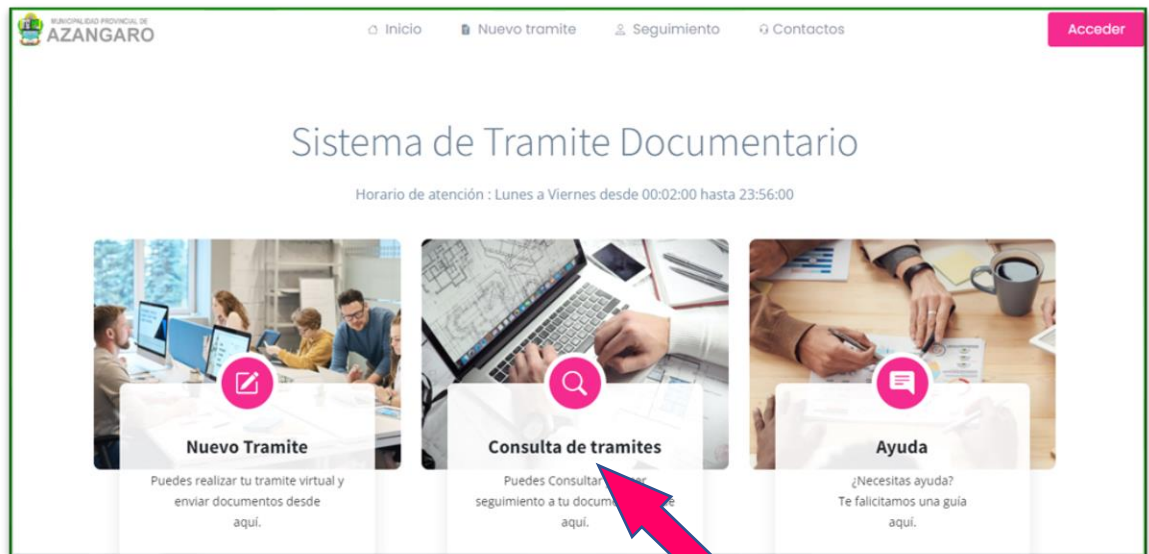 MUNICIPALIDAD PROVINCIAL DE
AZANGARO
Inicio
Nuevo tramite
Seguimiento
Contactos
Acceder
Sistema de Tramite Documentario
Horario de atención : Lunes a Viernes desde 00:02:00 hasta 23:56:00
Nuevo Tramite
Puedes realizar tu tramite virtual y
enviar documentos desde
aquí.
Consulta de tramites
Puedes Consultar
seguimiento a tu
aquí.
Ayuda
¿Necesitas ayuda?
Te falicitamos una guía
aquí.